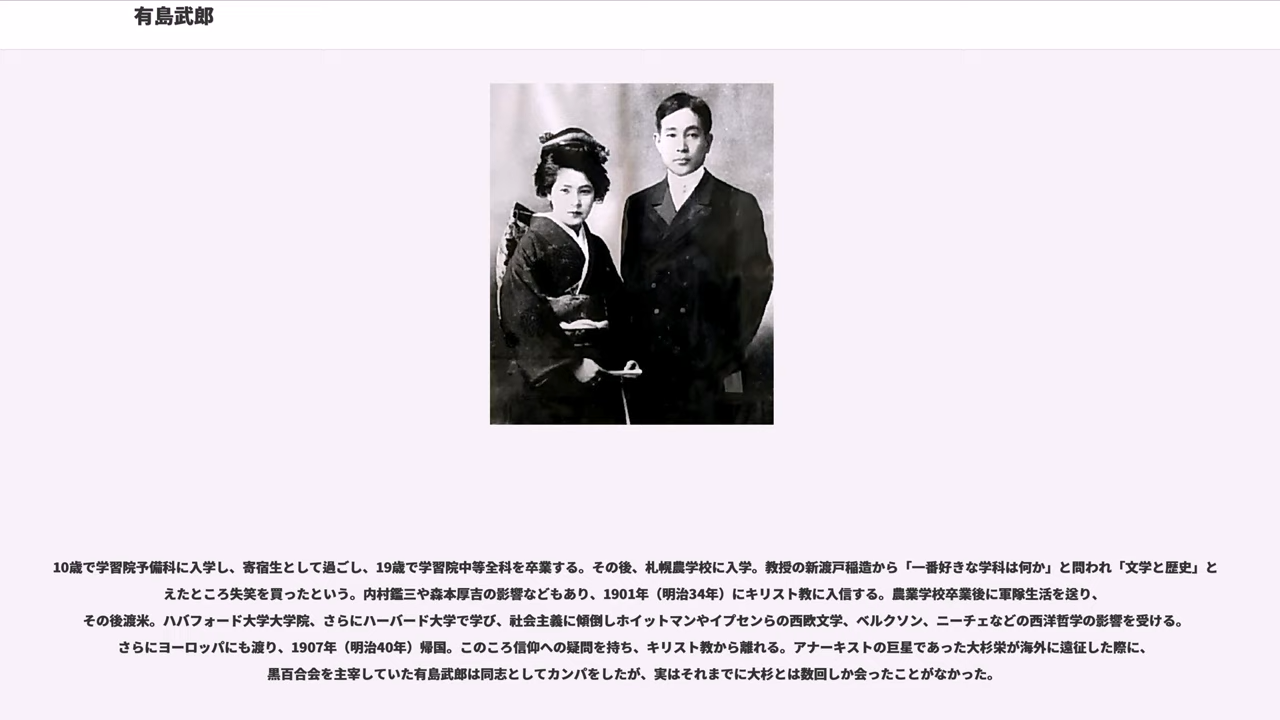 有島武郎
10歳で学習院予備科に入学し、寄宿生として過ごし、19歳で学習院中等全科を卒業する。その後、札幌農学校に入学。教授の新渡戸稲造から「一番好きな学科は何か」と問われ「文学と歴史」と
えたところ失笑を買ったという。内村鑑三や森本厚吉の影響などもあり、1901年（明治34年）にキリスト教に入信する。農業学校卒業後に軍隊生活を送り、
その後渡米。ハバフォード大学大学院、さらにハーバード大学で学び、社会主義に傾倒しホイットマンやイプセンらの西欧文学、ベルクソン、ニーチェなどの西洋哲学の影響を受ける。
さらにヨーロッパにも渡り、1907年（明治40年）帰国。このころ信仰への疑問を持ち、キリスト教から離れる。アナーキストの巨星であった大杉栄が海外に遠征した際に、
黒百合会を主宰していた有島武郎は同志としてカンパをしたが、実はそれまでに大杉とは数回しか会ったことがなかった。